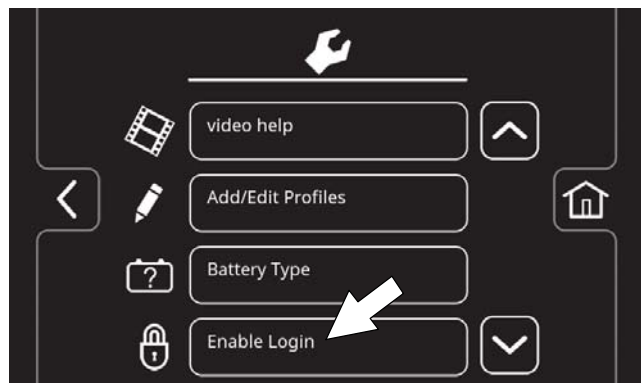 video help
Add/Edit Profiles
?
Battery Type
Enable Login